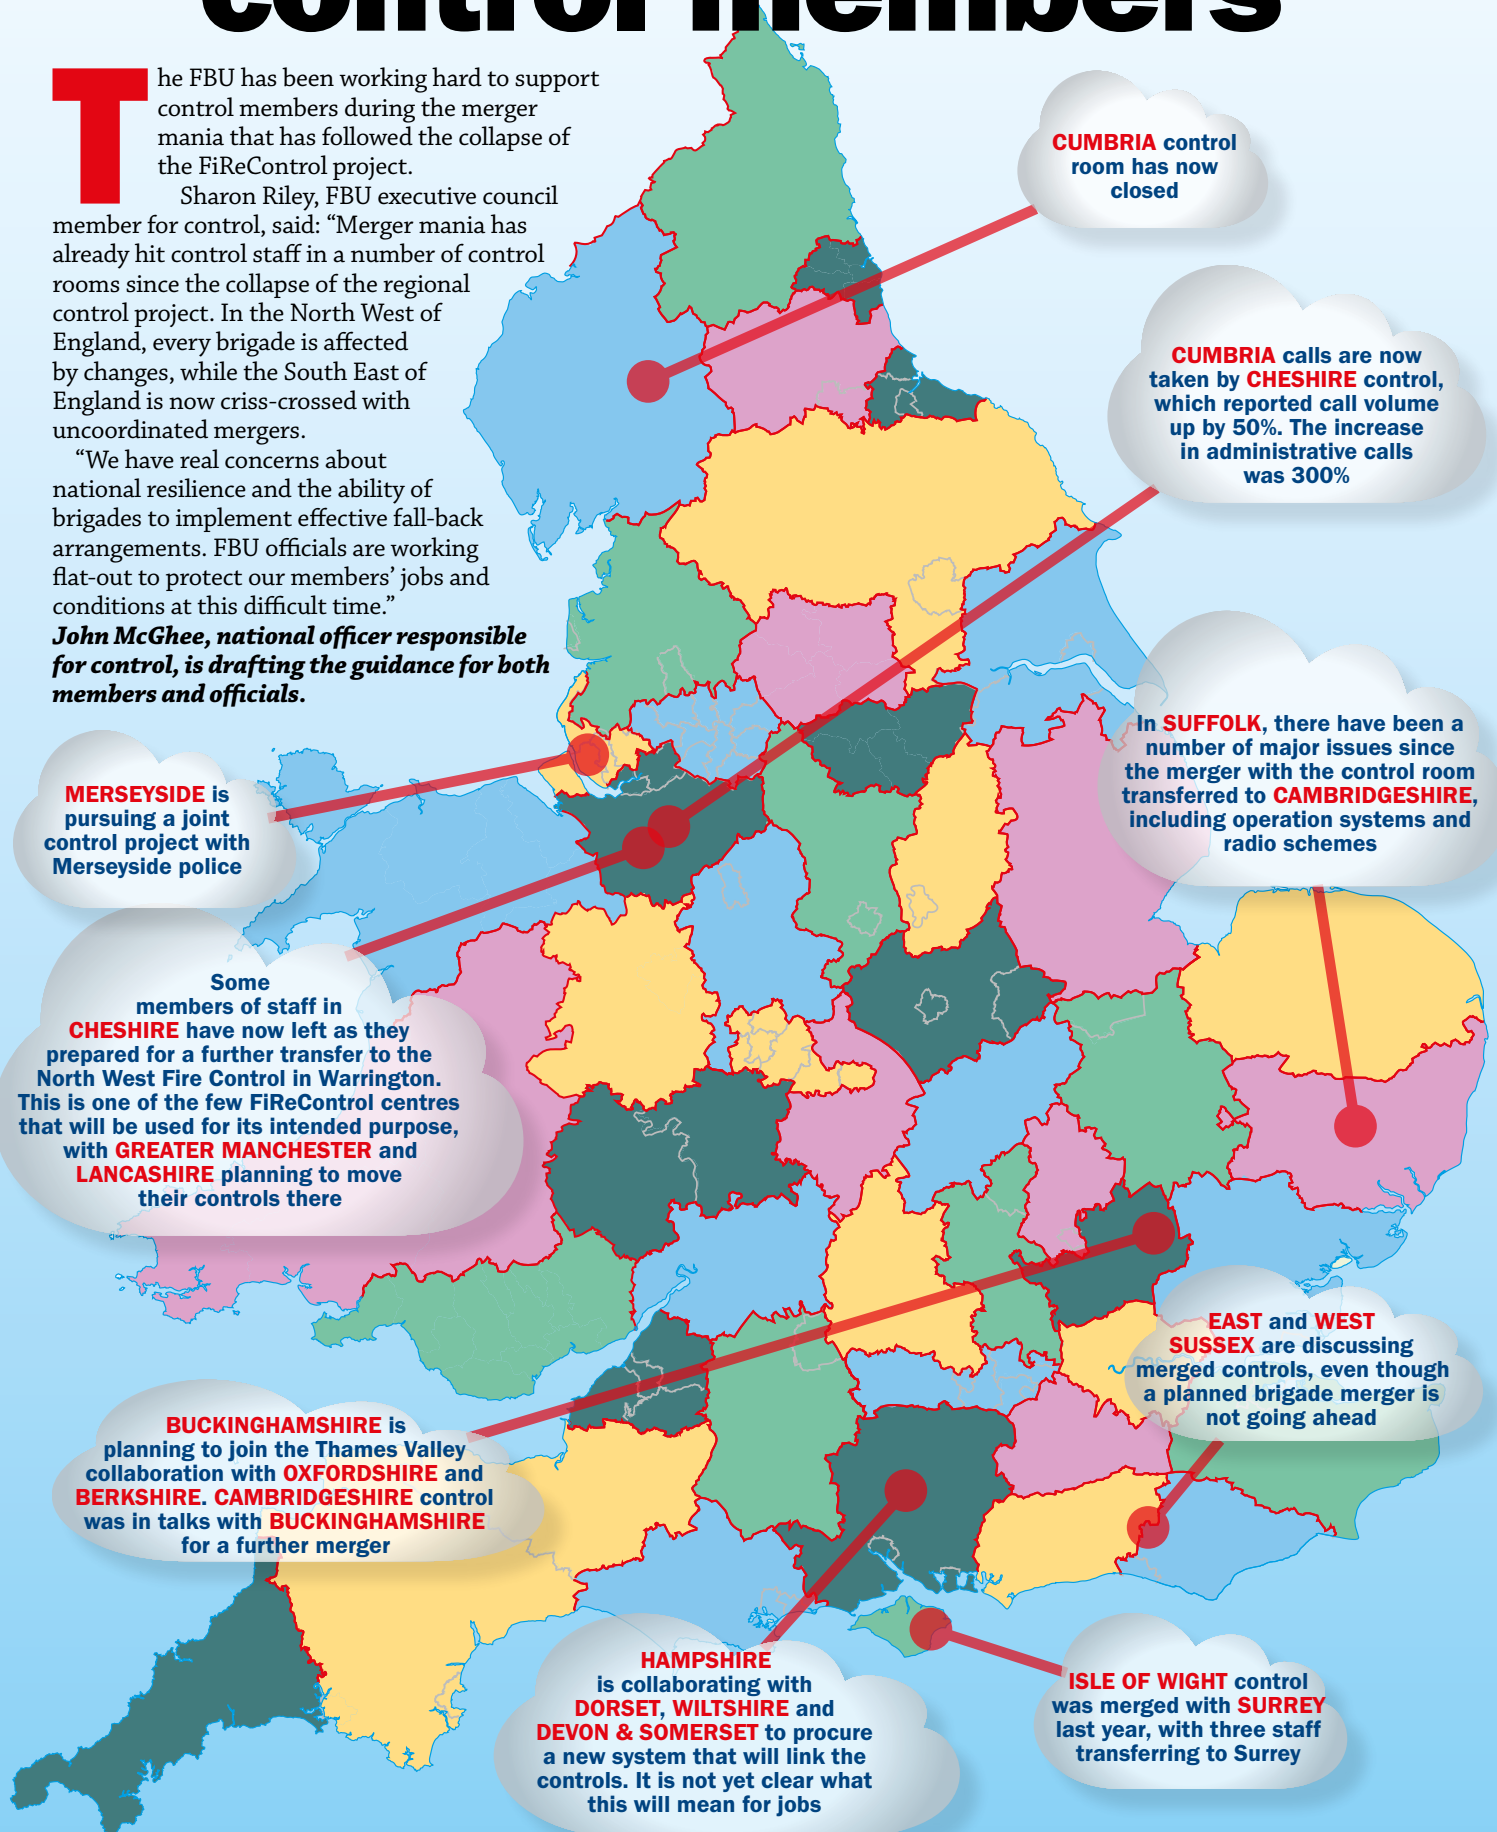 control members
The FBU has been working hard to support
control members during the merger
mania that has followed the collapse of
the FiReControl project.
Sharon Riley, FBU executive council
member for control, said: “Merger mania has
already hit control staff in a number of control
rooms since the collapse of the regional
control project. In the North West of
England, every brigade is affected
by changes, while the South East of
England is now criss-crossed with
uncoordinated mergers.
“We have real concerns about
national resilience and the ability of
brigades to implement effective fall-back
arrangements. FBU officials are working
flat-out to protect our members’ jobs and
conditions at this difficult time.”
John McGhee, national officer responsible
for control, is drafting the guidance for both
members and officials.
CUMBRIA control
room has now
closed
CUMBRIA calls are now
taken by CHESHIRE control,
which reported call volume
up by 50%. The increase
in administrative calls
was 300%
In SUFFOLK, there have been a
number of major issues since
the merger with the control room
transferred to CAMBRIDGESHIRE,
including operation systems and
radio schemes
MERSEYSIDE is
pursuing a joint
control project with
Merseyside police
Some
members of staff in
CHESHIRE have now left as they
prepared for a further transfer to the
North West Fire Control in Warrington.
This is one of the few FiReControl centres
that will be used for its intended purpose,
with GREATER MANCHESTER and
LANCASHIRE planning to move
their controls there
EAST and WEST
SUSSEX are discussing
merged controls, even though
a planned brigade merger is
not going ahead
BUCKINGHAMSHIRE is
planning to join the Thames Valley
collaboration with OXFORDSHIRE and
BERKSHIRE. CAMBRIDGESHIRE control
was in talks with BUCKINGHAMSHIRE
for a further merger
HAMPSHIRE
is collaborating with
DORSET, WILTSHIRE and
DEVON & SOMERSET to procure
a new system that will link the
controls. It is not yet clear what
this will mean for jobs
ISLE OF WIGHT control
was merged with SURREY
last year, with three staff
transferring to Surrey